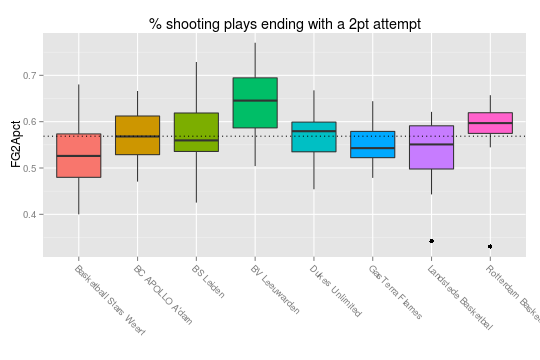 % shooting plays ending with a 2pt attempt
FG2Apct
0.7
0.6
0.5
0.4
Basketball Stars Weert
BC APOLLO A'dam
BS Leiden
BV Leeuwarden
Dukes Unlimited
GasTerra Flames
Landstede Basketbal
Rotterdam Baske